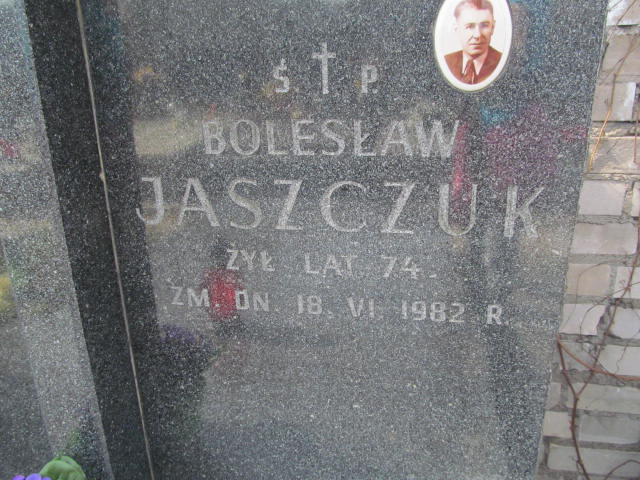 Ś † P.
BOLESŁAW
JASZCZUK
ŻYŁ LAT 74.
ZM. DN. 18. VI. 1982 R.